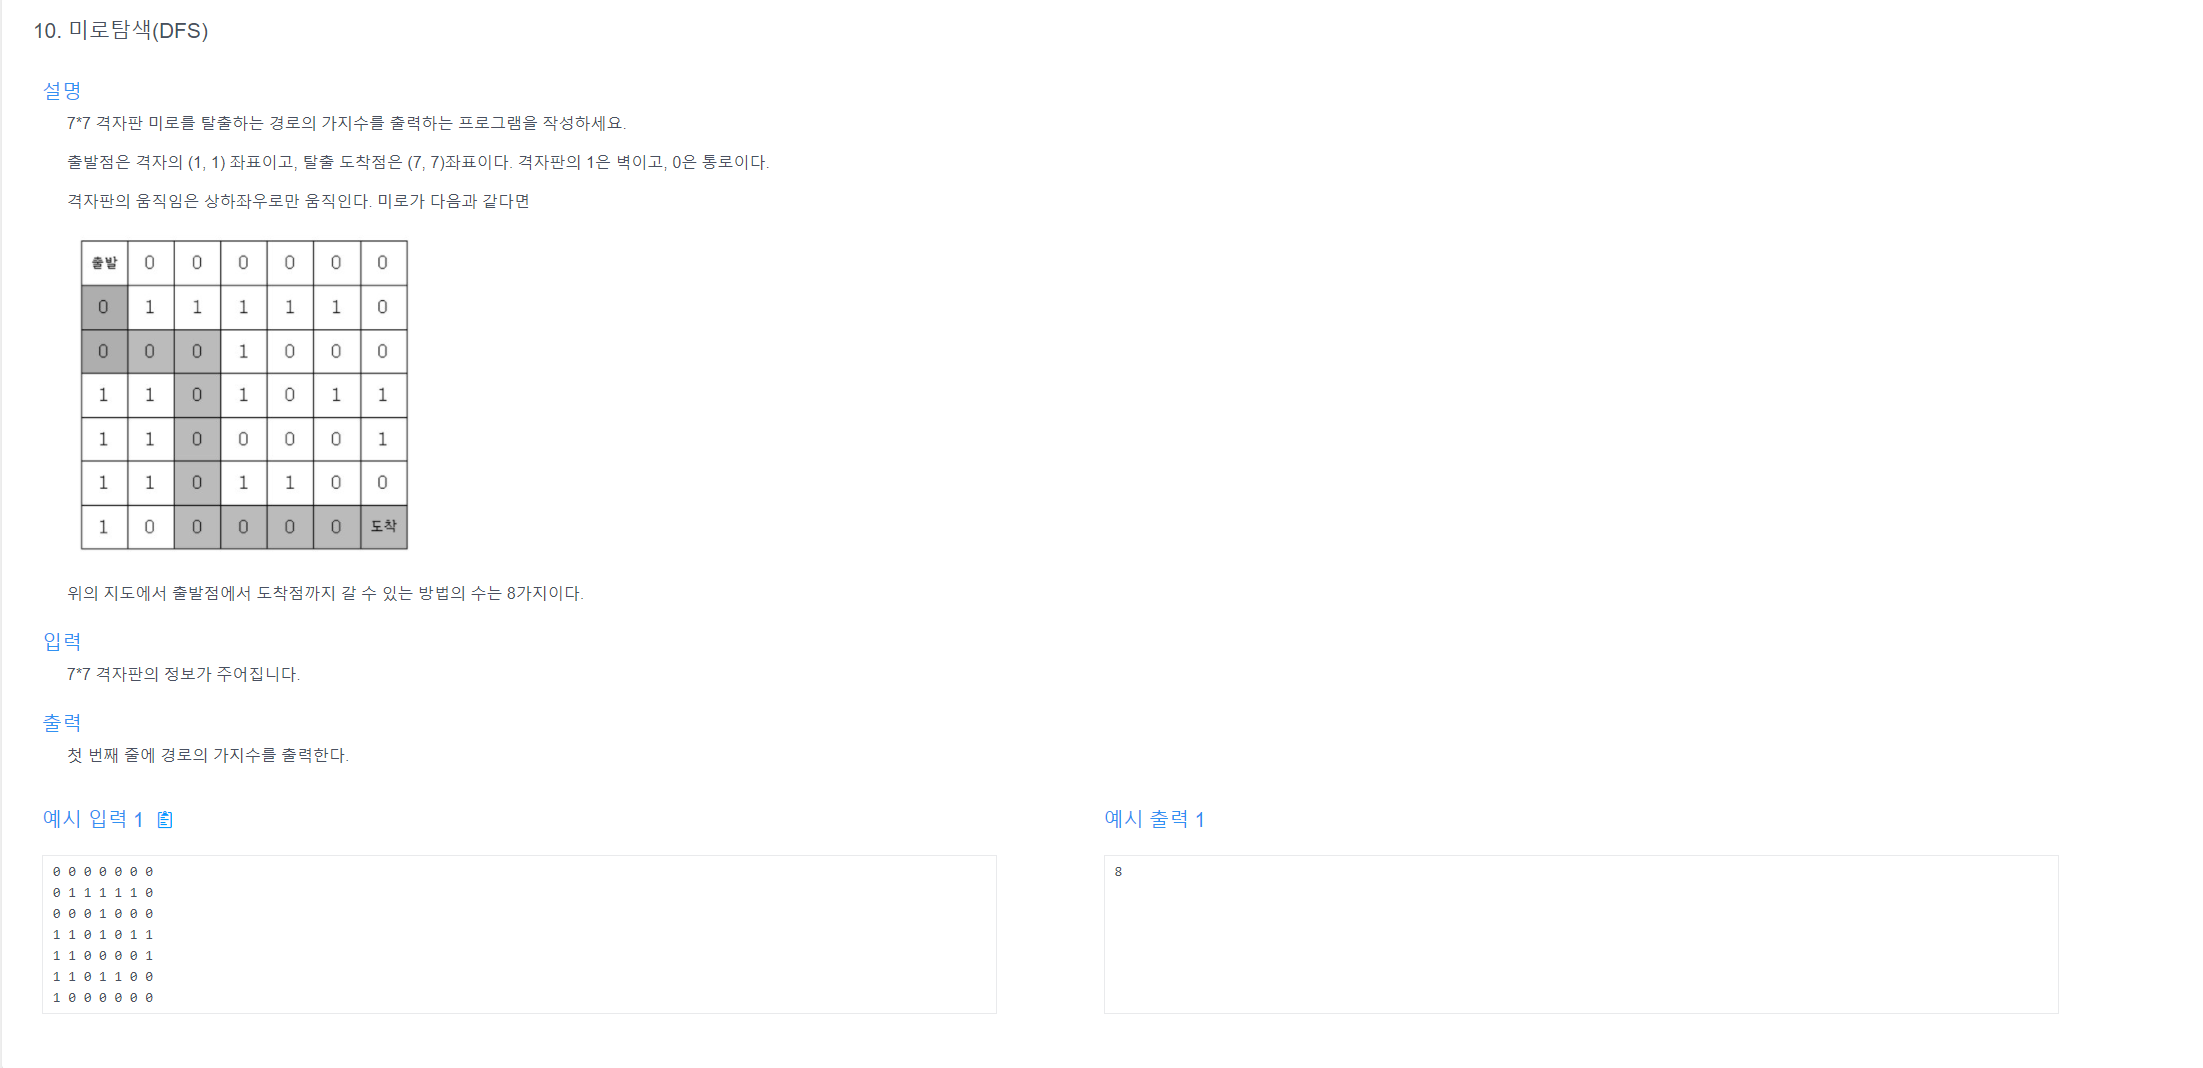 10. 미로탐색(DFS)
설명
7*7 격자판 미로를 탈출하는 경로의 가지수를 출력하는 프로그램을 작성하세요.
출발점은 격자의 (1, 1) 좌표이고, 탈출 도착점은 (7, 7)좌표이다. 격자판의 1은 벽이고, 0은 통로이다.
격자판의 움직임은 상하좌우로만 움직인다. 미로가 다음과 같다면
출발 0 0 0 0 0 0
0 1 1 1 1 1 0
0 0 0 1 0 0 0
1 1 0 1 0 1 1
1 1 0 0 0 0 1
1 1 0 1 1 0 0
1 0 0 0 0 0 도착
위의 지도에서 출발점에서 도착점까지 갈 수 있는 방법의 수는 8가지이다.
입력
7*7 격자판의 정보가 주어집니다.
출력
첫 번째 줄에 경로의 가지수를 출력한다.
예시 입력 1
0 0 0 0 0 0 0
0 1 1 1 1 1 0
0 0 0 1 0 0 0
1 1 0 1 0 1 1
1 1 0 0 0 0 1
1 1 0 1 1 0 0
1 0 0 0 0 0 0
예시 출력 1
8